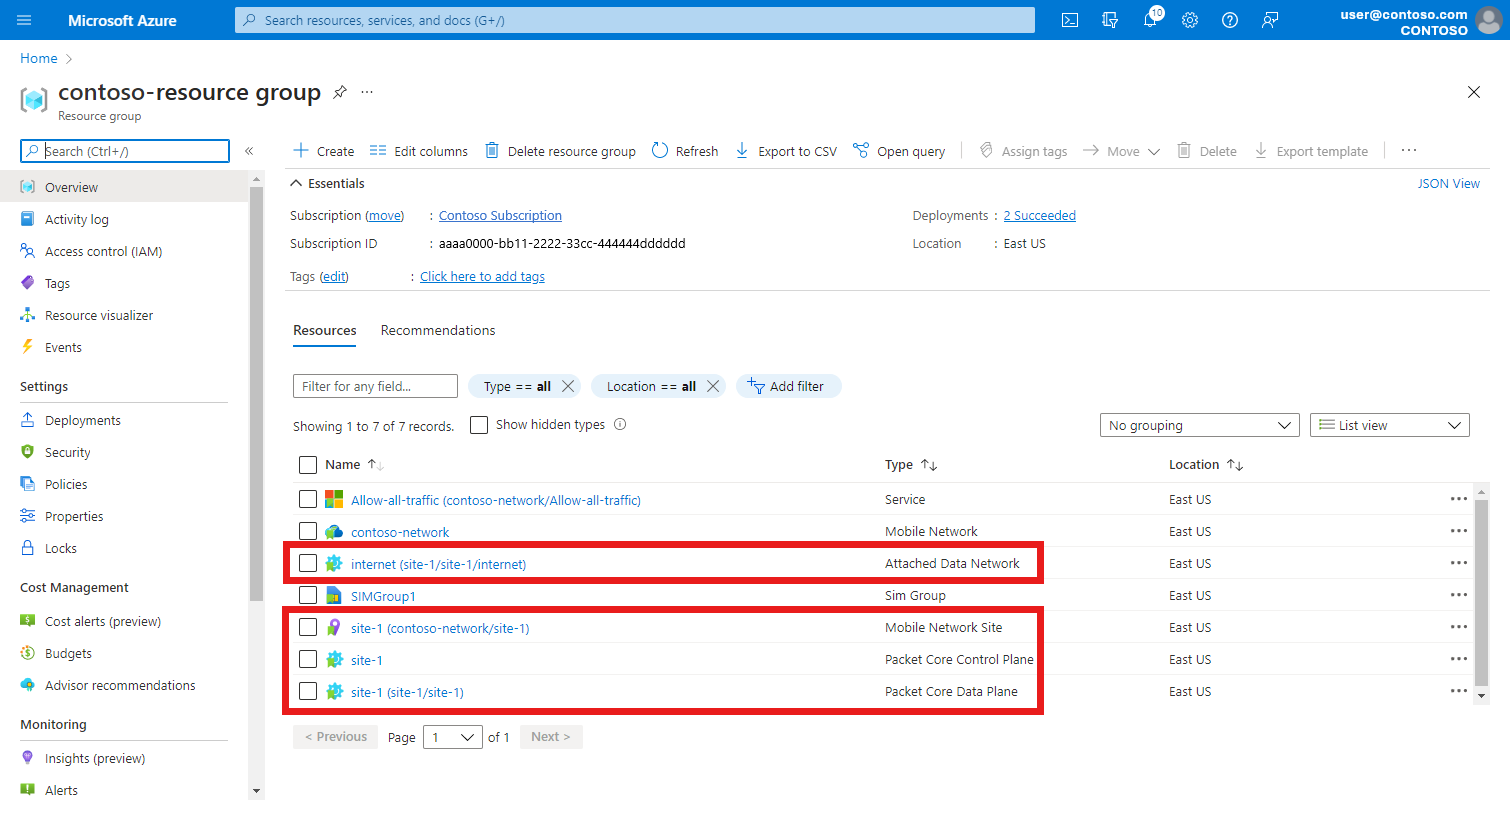 Microsoft Azure
Search resources, services, and docs (G+/)
10
user@contoso.com
CONTOSO
Home
contoso-resource group
Resource group
Search (Ctrl+/)
Create
Edit columns
Delete resource group
Refresh
Export to CSV
Open query
Assign tags
Move
Delete
Export template
Overview
Activity log
Access control (IAM)
Tags
Resource visualizer
Events
Settings
Deployments
Security
Policies
Properties
Locks
Cost Management
Cost alerts (preview)
Budgets
Advisor recommendations
Monitoring
Insights (preview)
Alerts
Essentials
JSON View
Subscription (move) : Contoso Subscription
Deployments : 2 Succeeded
Subscription ID : aaaa0000-bb11-2222-33cc-444444dddddd
Location : East US
Tags (edit) : Click here to add tags
Resources Recommendations
Filter for any field...
Type == all
Location == all
Add filter
Showing 1 to 7 of 7 records.
Show hidden types
No grouping
List view
Name Type Location
Allow-all-traffic (contoso-network/Allow-all-traffic) Service East US
contoso-network Mobile Network East US
internet (site-1/site-1/internet) Attached Data Network East US
SIMGroup1 Sim Group East US
site-1 (contoso-network/site-1) Mobile Network Site East US
site-1 Packet Core Control Plane East US
site-1 (site-1/site-1) Packet Core Data Plane East US
< Previous Page 1 of 1 Next >